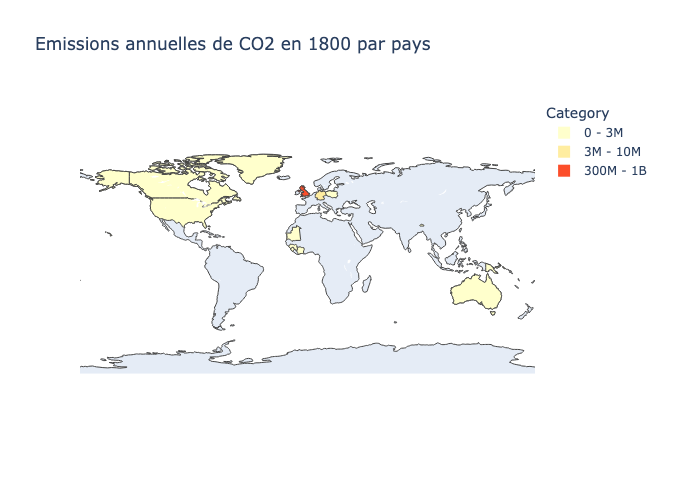 Emissions annuelles de CO2 en 1800 par pays
Category
0 - 3M
3M - 10M
300M - 1B